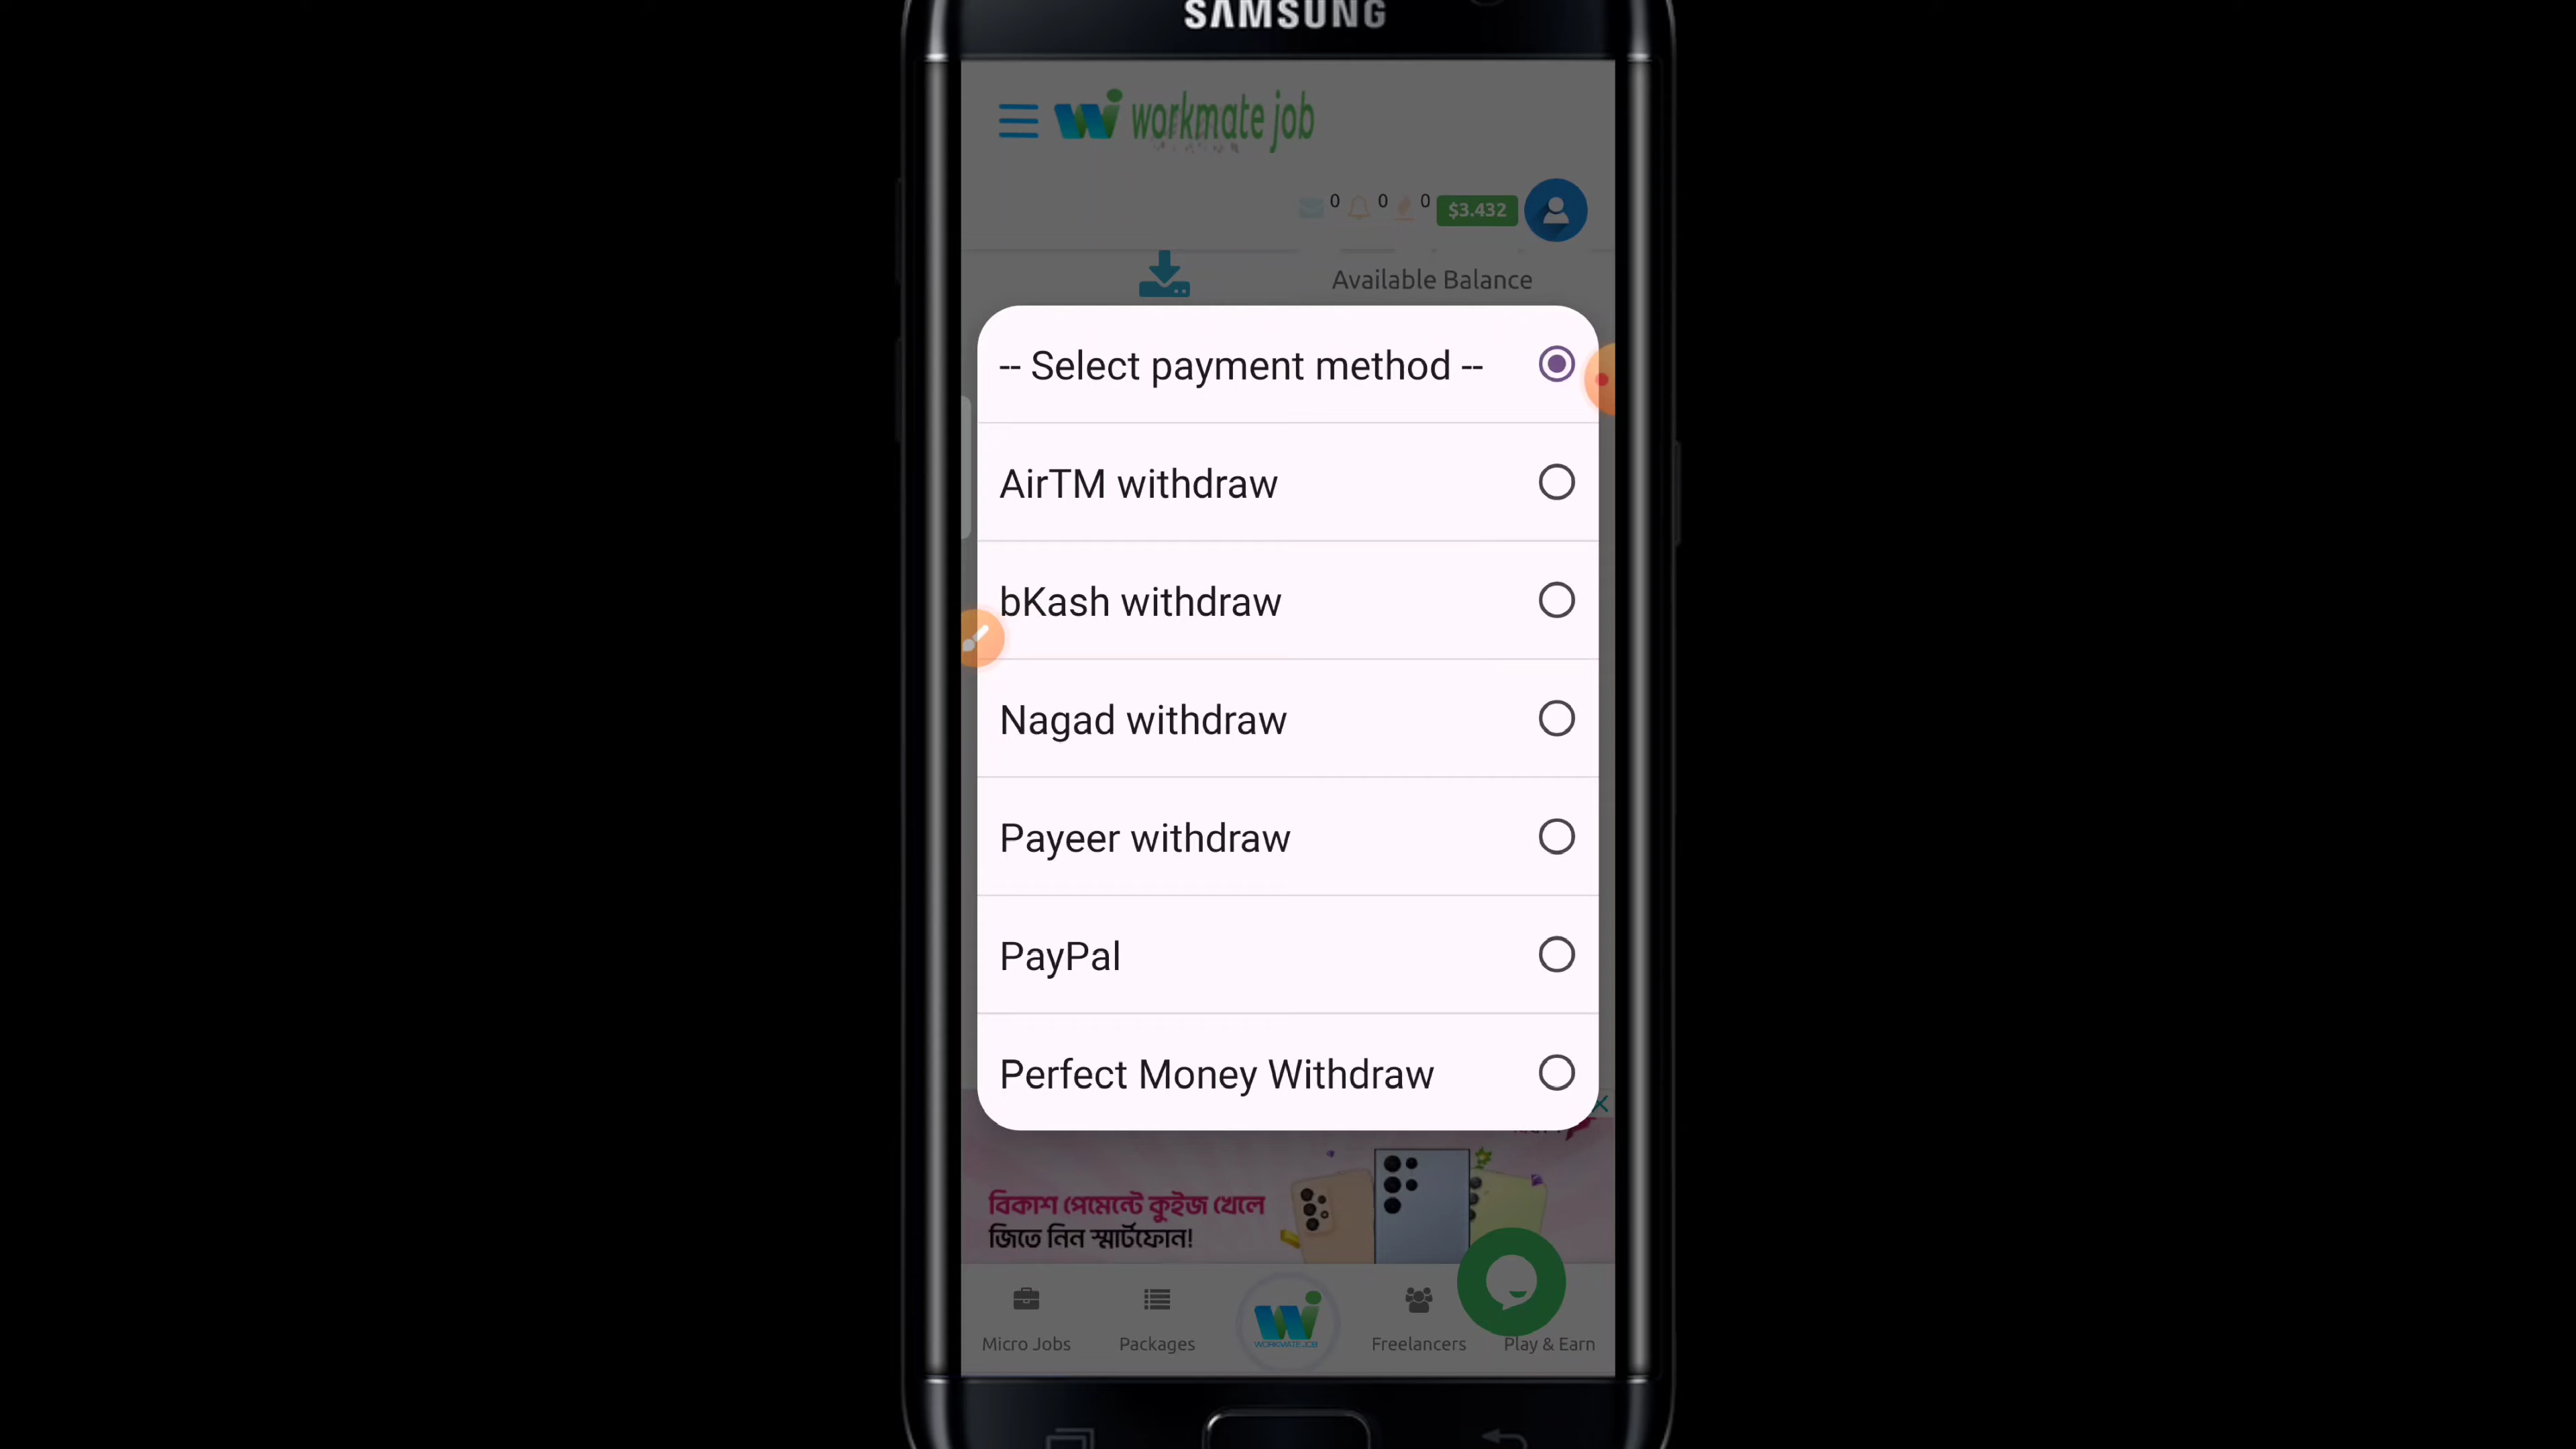 SAMSUNG
workmate job
0 0 0 $3.432
Available Balance
-- Select payment method --
AirTM withdraw
bKash withdraw
Nagad withdraw
Payeer withdraw
PayPal
Perfect Money Withdraw
বিকাশ পেমেন্টে কুইজ খেলে
জিতে নিন স্মার্টফোন!
WORKMATEJOB
Micro Jobs Packages Freelancers Play & Earn